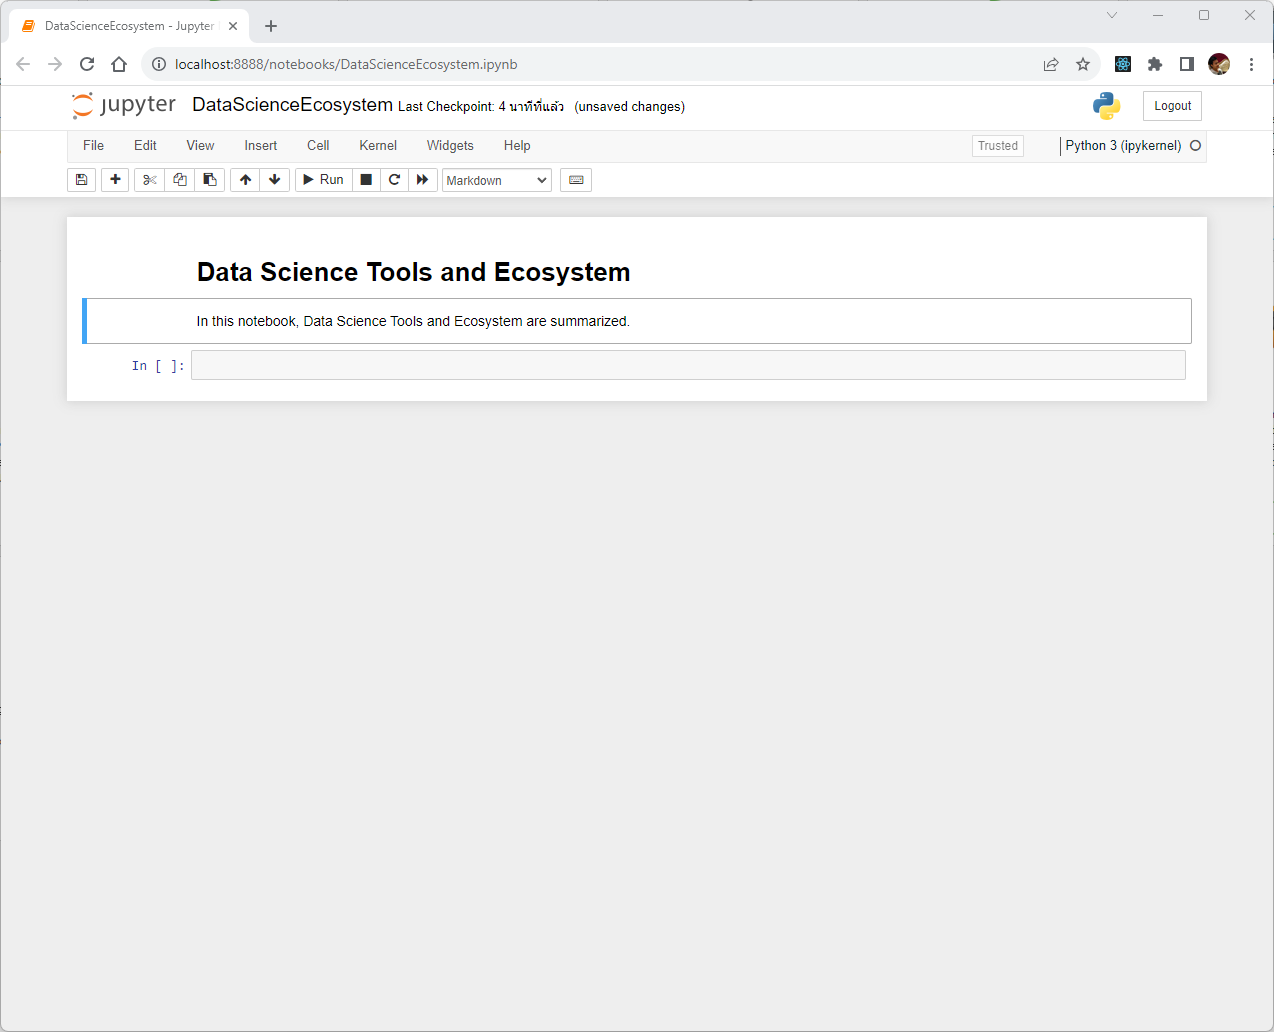 DataScienceEcosystem - Jupyter
localhost:8888/notebooks/DataScienceEcosystem.ipynb
jupyter DataScienceEcosystem Last Checkpoint: 4 นาทีที่แล้ว (unsaved changes) Logout
File Edit View Insert Cell Kernel Widgets Help Trusted Python 3 (ipykernel)
Run Markdown
Data Science Tools and Ecosystem
In this notebook, Data Science Tools and Ecosystem are summarized.
In [ ]: